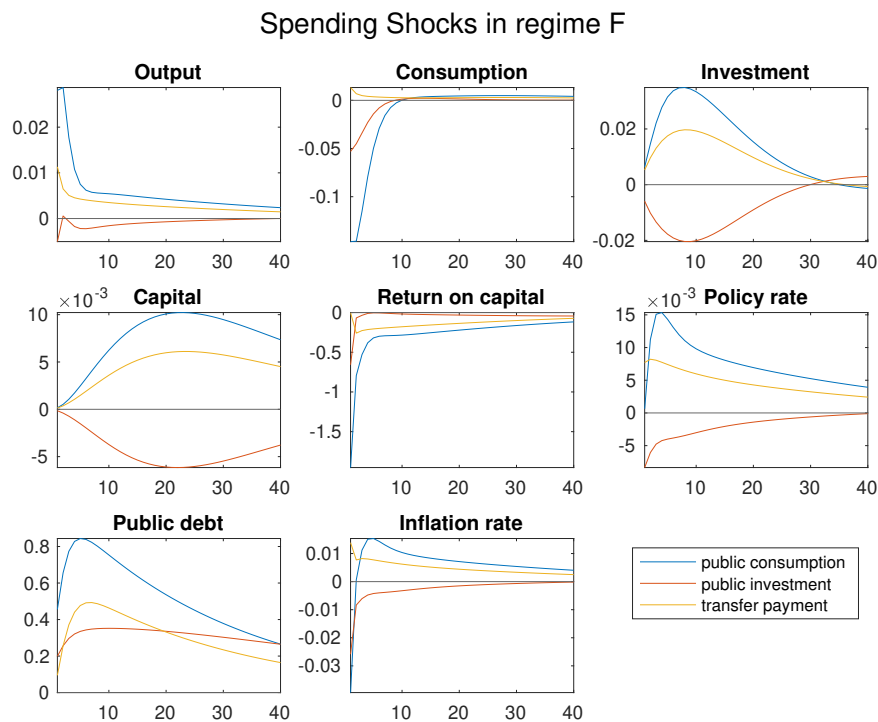 Spending Shocks in regime F
Output
0.02
0.01
0
10 20 30 40
Consumption
0
-0.05
-0.1
10 20 30 40
Investment
0.02
0
-0.02
10 20 30 40
Capital
×10⁻³
10
5
0
-5
10 20 30 40
Return on capital
0
-0.5
-1
-1.5
10 20 30 40
Policy rate
×10⁻³
15
10
5
0
-5
10 20 30 40
Public debt
0.8
0.6
0.4
0.2
0
10 20 30 40
Inflation rate
0.01
0
-0.01
-0.02
-0.03
10 20 30 40
public consumption
public investment
transfer payment